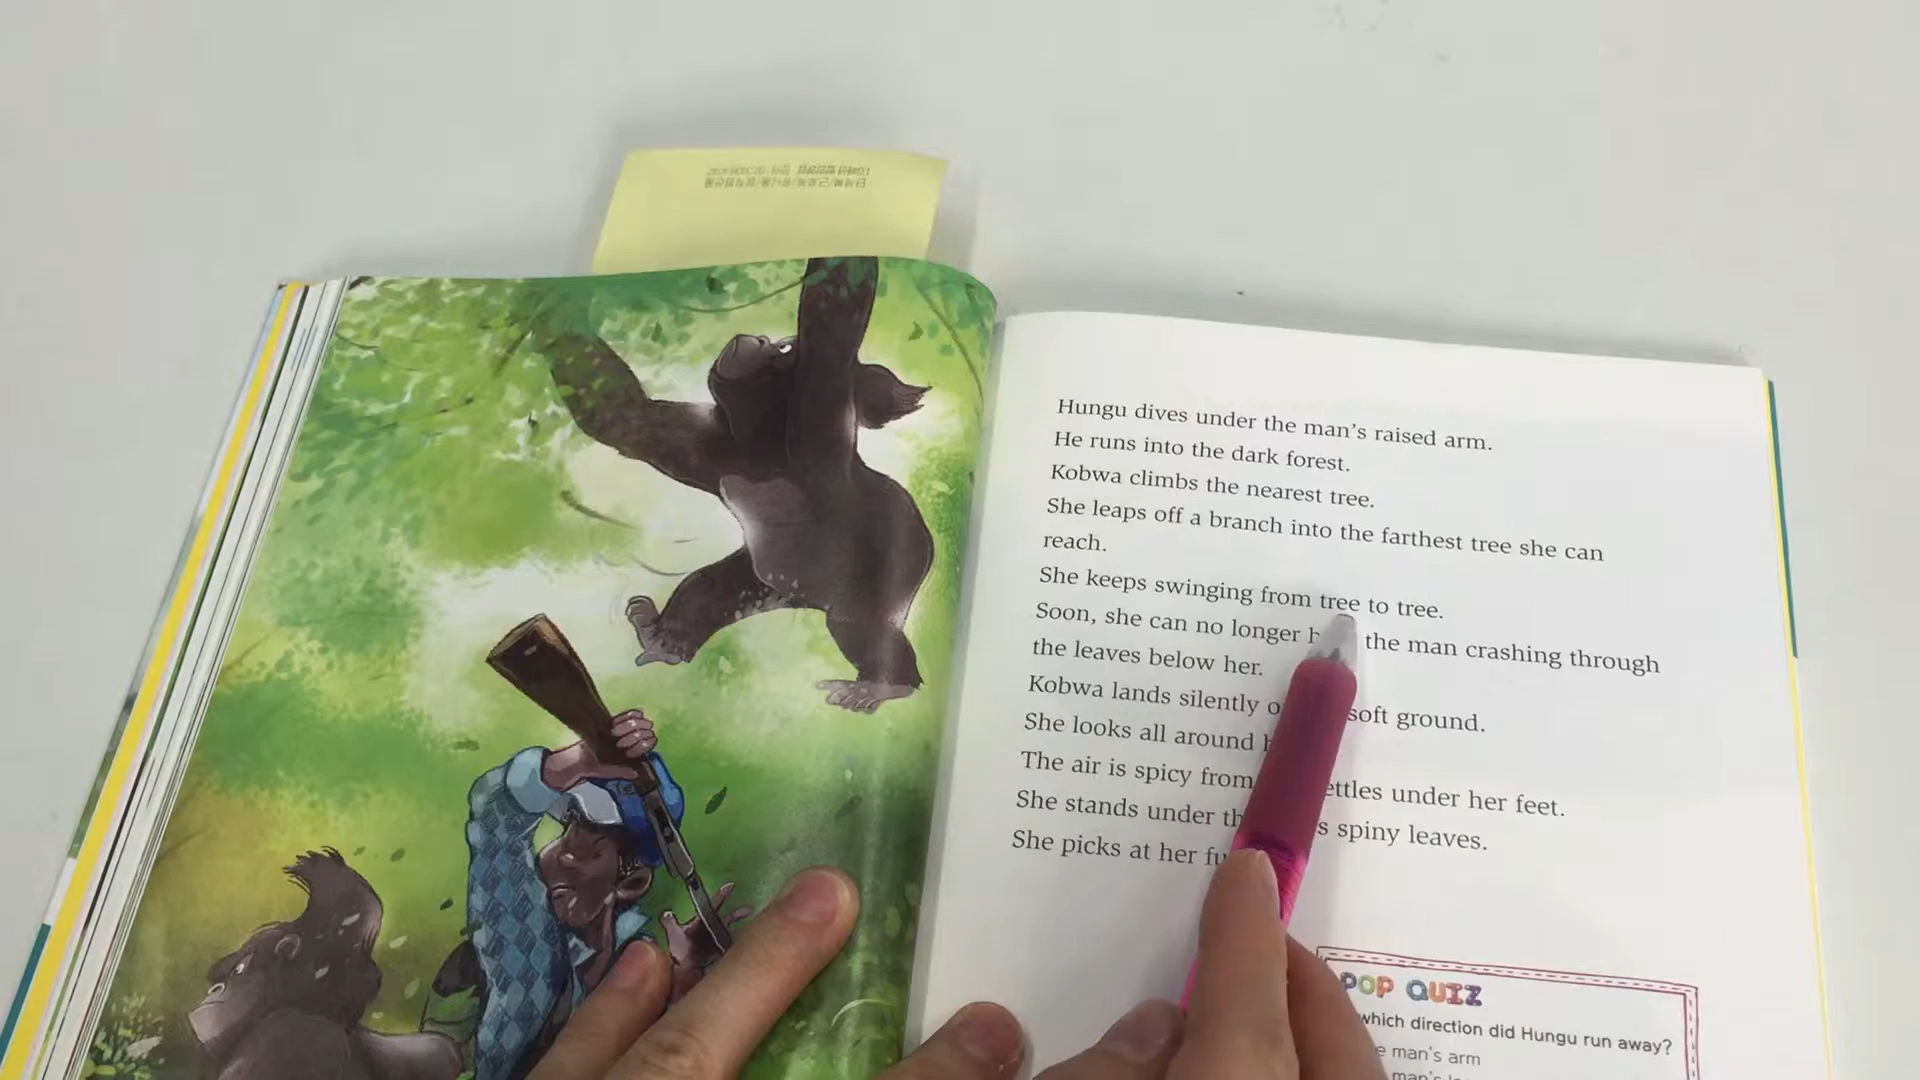 Hungu dives under the man's raised arm.
He runs into the dark forest.
Kobwa climbs the nearest tree.
She leaps off a branch into the farthest tree she can
reach.
She keeps swinging from tree to tree.
Soon, she can no longer the man crashing through
the leaves below her.
Kobwa lands silently soft ground.
She looks all around
The air is spicy from under her feet.
She stands under spiny leaves.
She picks at her
POP QUIZ
which direction did Hungu run away?
man's arm